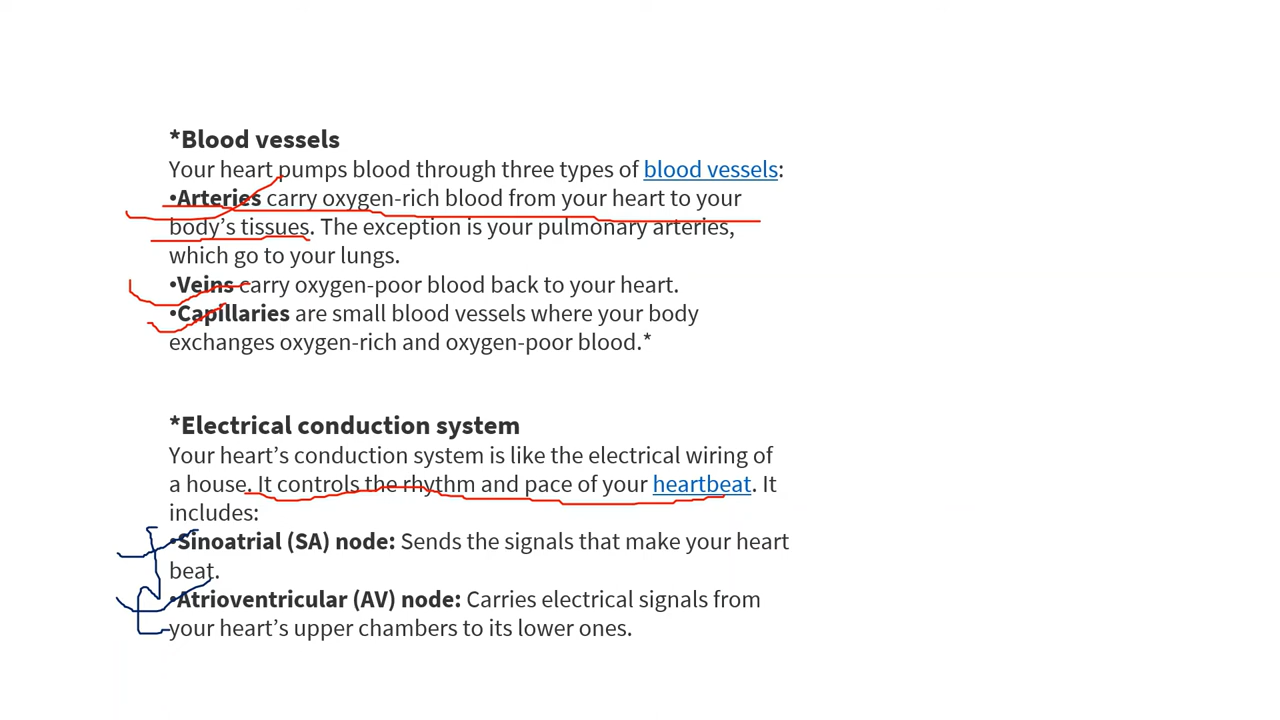 *Blood vessels
Your heart pumps blood through three types of blood vessels:
•Arteries carry oxygen-rich blood from your heart to your
body’s tissues. The exception is your pulmonary arteries,
which go to your lungs.
•Veins carry oxygen-poor blood back to your heart.
•Capillaries are small blood vessels where your body
exchanges oxygen-rich and oxygen-poor blood.*
*Electrical conduction system
Your heart’s conduction system is like the electrical wiring of
a house. It controls the rhythm and pace of your heartbeat. It
includes:
•Sinoatrial (SA) node: Sends the signals that make your heart
beat.
•Atrioventricular (AV) node: Carries electrical signals from
your heart’s upper chambers to its lower ones.